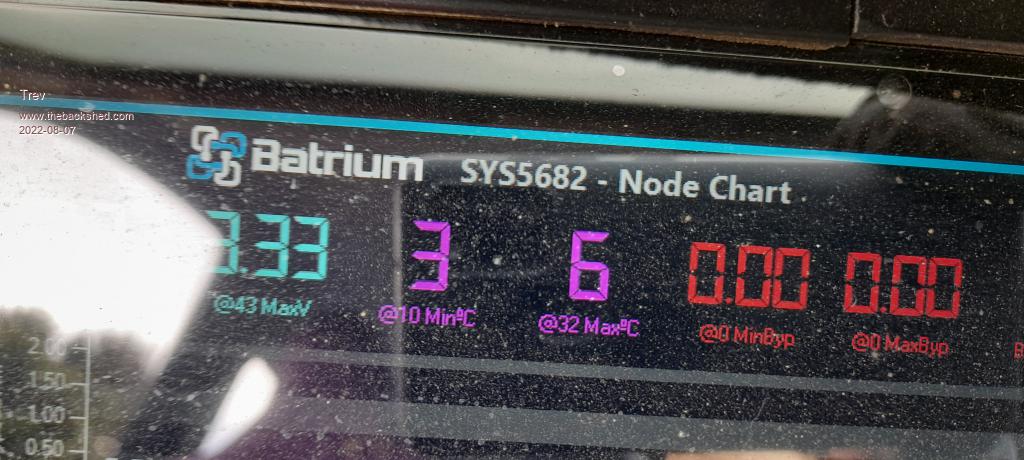 Trev
www.thebackshed.com
2022-08-07
Batrium SYS5682 - Node Chart
3.33 3 6 0.00 0.00
@43 MaxV @10 MinºC @32 MaxºC @0 MinByp @0 MaxByp
2.00
1.50
1.00
0.50